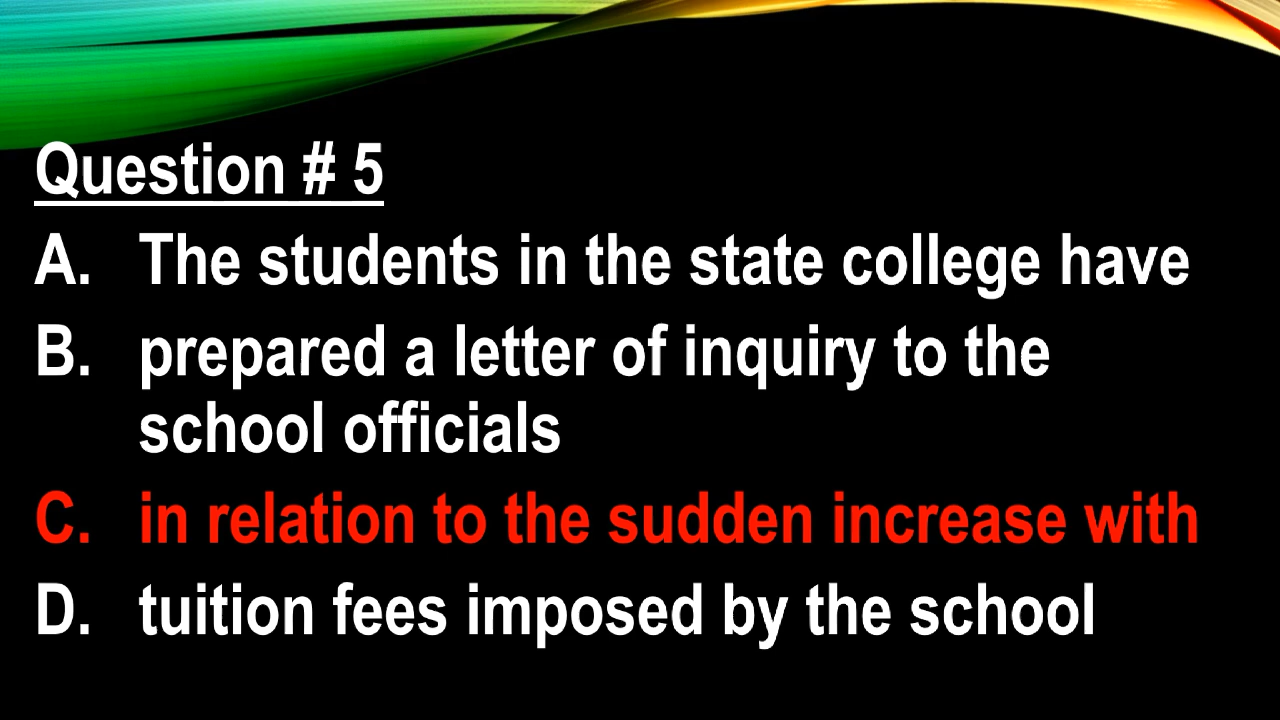 Question # 5
A. The students in the state college have
B. prepared a letter of inquiry to the
school officials
C. in relation to the sudden increase with
D. tuition fees imposed by the school